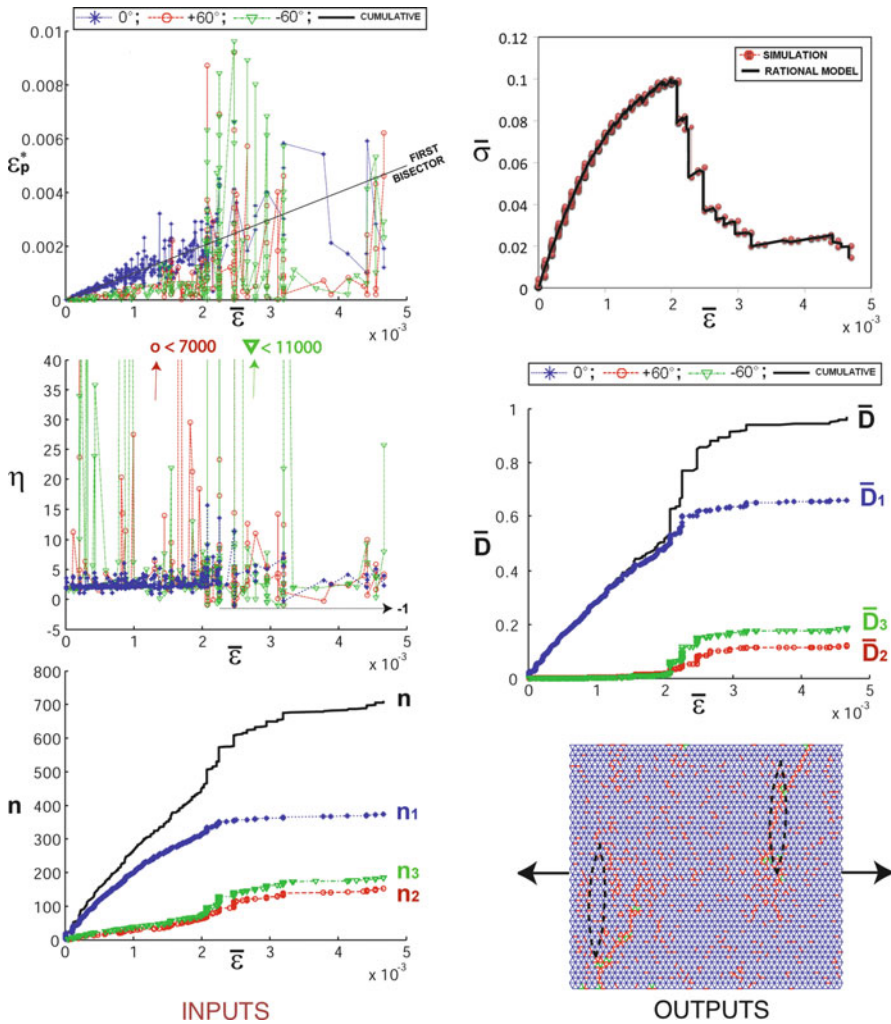 0°; +60°; -60°; CUMULATIVE
0.01
0.008
0.006
0.004
0.002
0
ε*p
FIRST
BISECTOR
0 1 2 3 4 5
ε̅
x 10⁻³
0.12
0.1
0.08
0.06
0.04
0.02
0
σ̅
SIMULATION
RATIONAL MODEL
0 1 2 3 4 5
ε̅
x 10⁻³
o < 7000
∇ < 11000
40
35
30
25
20
15
10
5
0
-5
η
-1
0 1 2 3 4 5
ε̅
x 10⁻³
0°; +60°; -60°; CUMULATIVE
1
0.8
0.6
0.4
0.2
0
D̅
D̅
D̅1
D̅3
D̅2
0 1 2 3 4 5
ε̅
x 10⁻³
800
700
600
500
400
300
200
100
0
n
n
n1
n3
n2
0 1 2 3 4 5
ε̅
x 10⁻³
INPUTS
OUTPUTS